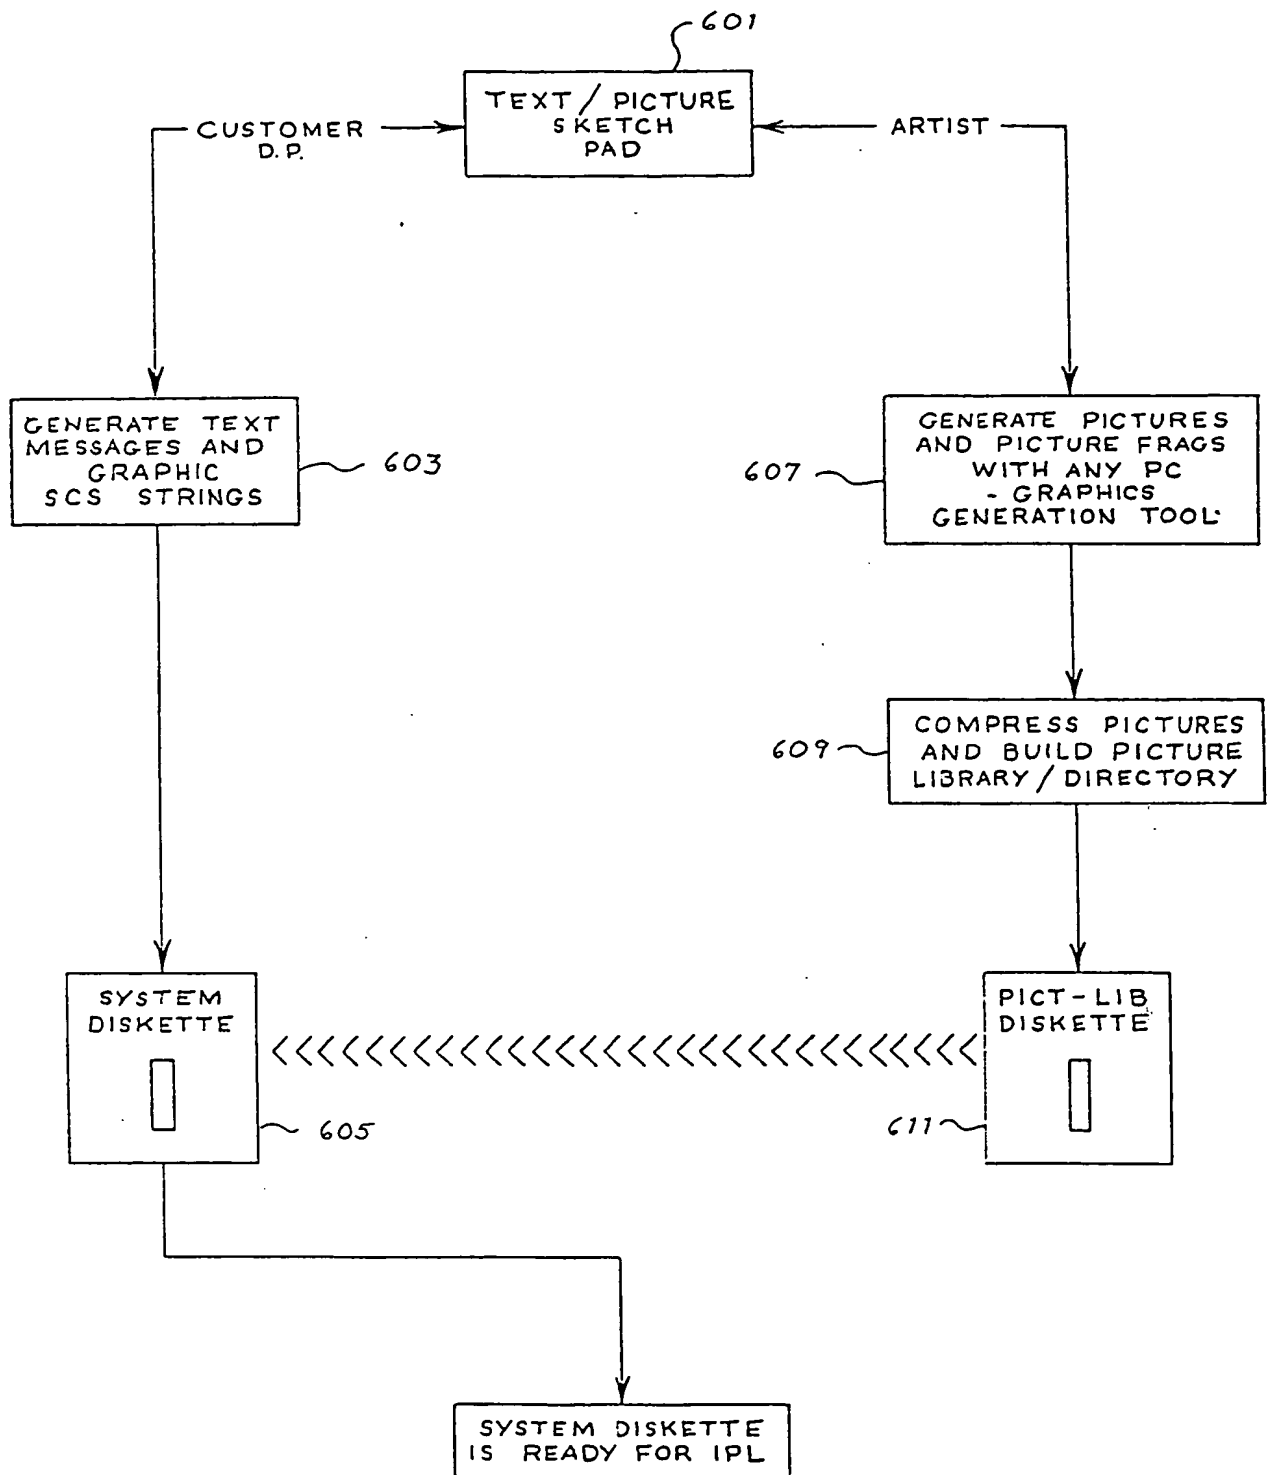 601
TEXT / PICTURE
SKETCH
PAD
CUSTOMER
D.P.
ARTIST
GENERATE TEXT
MESSAGES AND
GRAPHIC
SCS STRINGS
603
607
GENERATE PICTURES
AND PICTURE FRAGS
WITH ANY PC
- GRAPHICS
GENERATION TOOL
609
COMPRESS PICTURES
AND BUILD PICTURE
LIBRARY / DIRECTORY
SYSTEM
DISKETTE
605
<<<<<<<<<<<<<<<<<<<<<<<<<<<<<<
PICT-LIB
DISKETTE
611
SYSTEM DISKETTE
IS READY FOR IPL